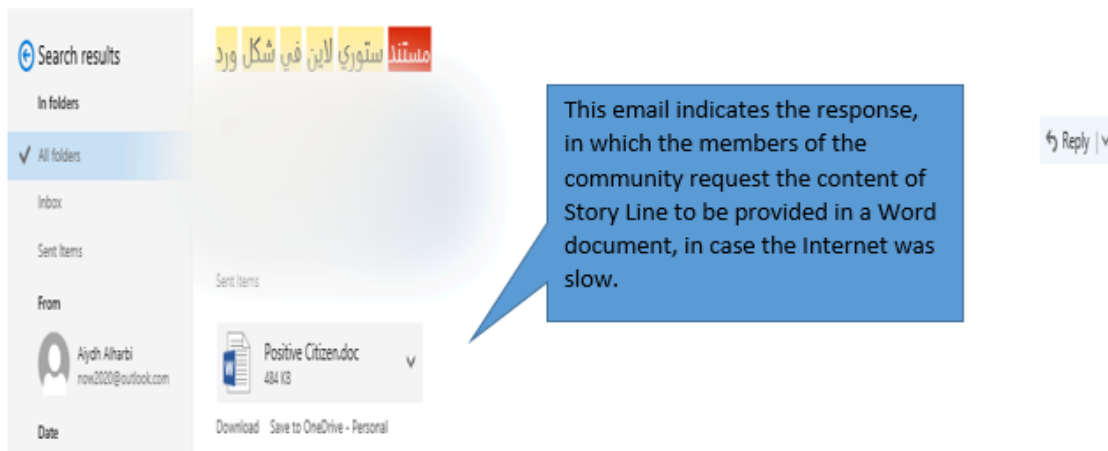 Search results
In folders
All folders
Inbox
Sent Items
From
Aiydh Alharbi
now2020@outlook.com
Date
مستند ستوري لاين في شكل ورد
Sent Items
Positive Citizen.doc
484 KB
Download Save to OneDrive - Personal
This email indicates the response,
in which the members of the
community request the content of
Story Line to be provided in a Word
document, in case the Internet was
slow.
Reply